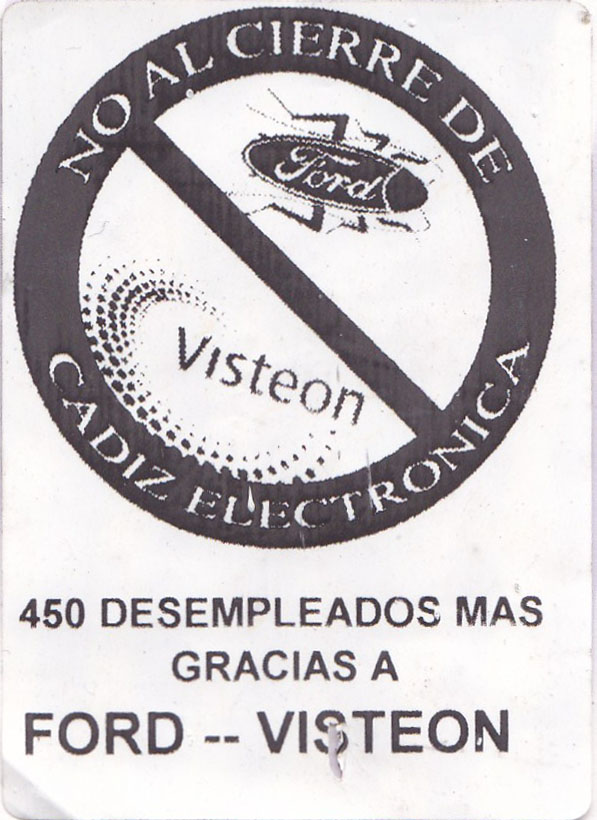 NO AL CIERRE DE
Ford
Visteon
CADIZ ELECTRONICA
450 DESEMPLEADOS MAS
GRACIAS A
FORD -- VISTEON